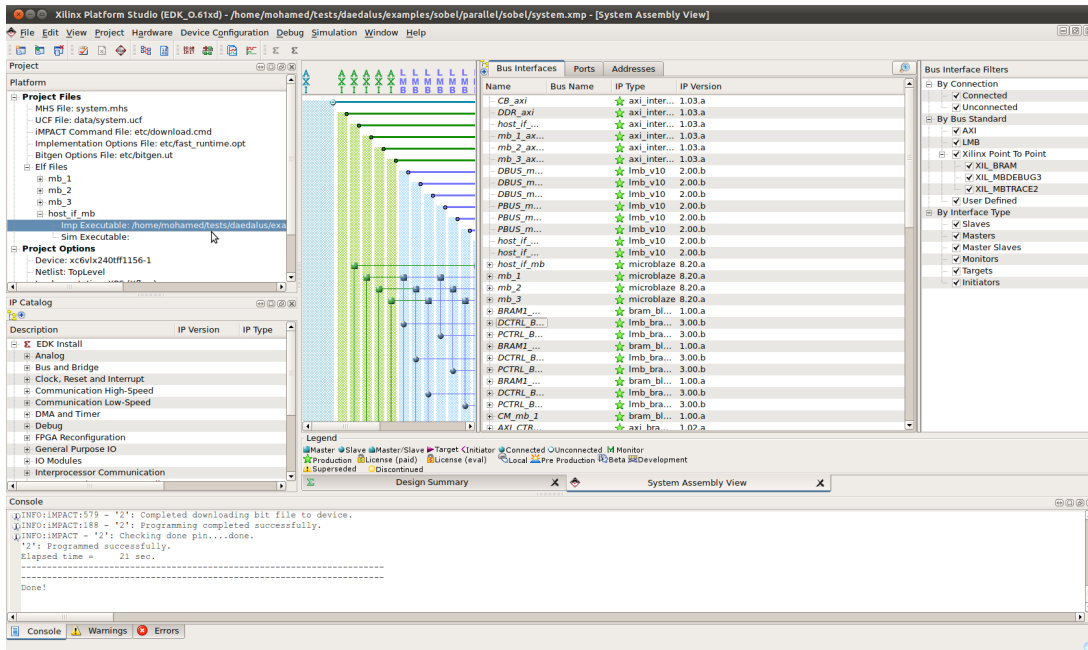 Xilinx Platform Studio (EDK_O.61xd) - /home/mohamed/tests/daedalus/examples/sobel/parallel/sobel/system.xmp - [System Assembly View]
File Edit View Project Hardware Device Configuration Debug Simulation Window Help
Project
Platform
Project Files
MHS File: system.mhs
UCF File: data/system.ucf
iMPACT Command File: etc/download.cmd
Implementation Options File: etc/fast_runtime.opt
Bitgen Options File: etc/bitgen.ut
Elf Files
mb_1
mb_2
mb_3
host_if_mb
Imp Executable: /home/mohamed/tests/daedalus/exa
Sim Executable:
Project Options
Device: xc6vlx240tff1156-1
Netlist: TopLevel
IP Catalog
Description IP Version IP Type
EDK Install
Analog
Bus and Bridge
Clock, Reset and Interrupt
Communication High-Speed
Communication Low-Speed
DMA and Timer
Debug
FPGA Reconfiguration
General Purpose IO
IO Modules
Interprocessor Communication
AXI AXI AXI AXI AXI AXI LMB LMB LMB LMB LMB LMB
Bus Interfaces Ports Addresses
Name Bus Name IP Type IP Version
CB_axi axi_inter... 1.03.a
DDR_axi axi_inter... 1.03.a
host_if_... axi_inter... 1.03.a
mb_1_ax... axi_inter... 1.03.a
mb_2_ax... axi_inter... 1.03.a
mb_3_ax... axi_inter... 1.03.a
DBUS_m... lmb_v10 2.00.b
DBUS_m... lmb_v10 2.00.b
DBUS_m... lmb_v10 2.00.b
PBUS_m... lmb_v10 2.00.b
PBUS_m... lmb_v10 2.00.b
PBUS_m... lmb_v10 2.00.b
host_if_... lmb_v10 2.00.b
host_if_... lmb_v10 2.00.b
host_if_mb microblaze 8.20.a
mb_1 microblaze 8.20.a
mb_2 microblaze 8.20.a
mb_3 microblaze 8.20.a
BRAM1_... bram_bl... 1.00.a
DCTRL_B... lmb_bra... 3.00.b
PCTRL_B... lmb_bra... 3.00.b
BRAM1_... bram_bl... 1.00.a
DCTRL_B... lmb_bra... 3.00.b
PCTRL_B... lmb_bra... 3.00.b
BRAM1_... bram_bl... 1.00.a
DCTRL_B... lmb_bra... 3.00.b
PCTRL_B... lmb_bra... 3.00.b
CM_mb_1 bram_bl... 1.00.a
AXI_CTR... axi_bra... 1.02.a
Bus Interface Filters
By Connection
Connected
Unconnected
By Bus Standard
AXI
LMB
Xilinx Point To Point
XIL_BRAM
XIL_MBDEBUG3
XIL_MBTRACE2
User Defined
By Interface Type
Slaves
Masters
Master Slaves
Monitors
Targets
Initiators
Legend
Master Slave Master/Slave Target Initiator Connected Unconnected M Monitor
Production License (paid) License (eval) Local Pre Production Beta Development
Superseded Discontinued
Design Summary System Assembly View
Console
INFO:iMPACT:579 - '2': Completed downloading bit file to device.
INFO:iMPACT:188 - '2': Programming completed successfully.
INFO:iMPACT - '2': Checking done pin....done.
'2': Programmed successfully.
Elapsed time = 21 sec.
Done!
Console Warnings Errors